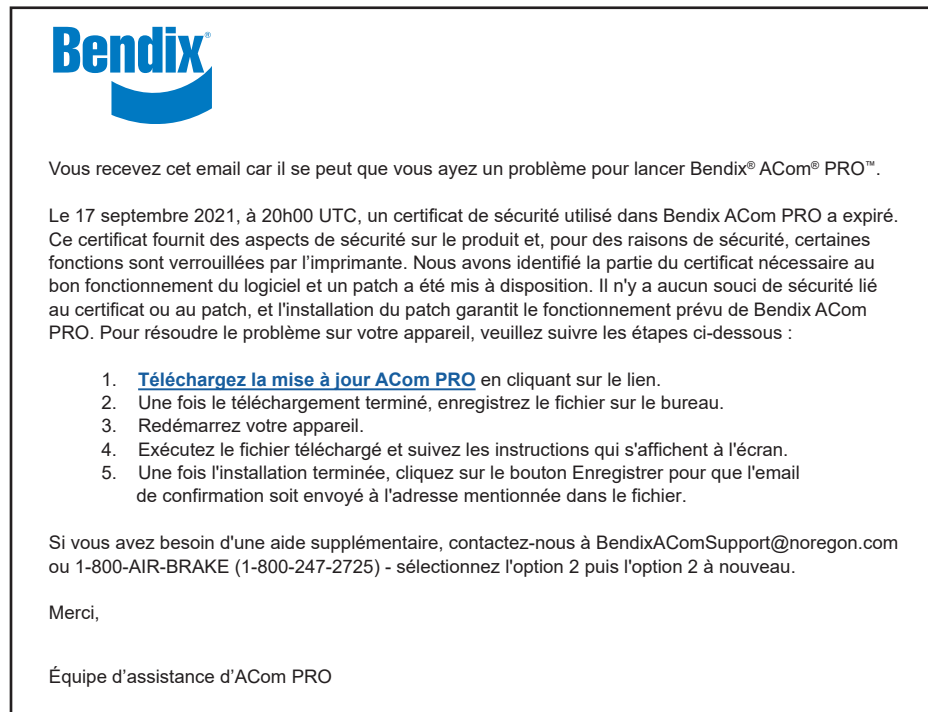 Bendix®
Vous recevez cet email car il se peut que vous ayez un problème pour lancer Bendix® ACom® PRO™.
Le 17 septembre 2021, à 20h00 UTC, un certificat de sécurité utilisé dans Bendix ACom PRO a expiré.
Ce certificat fournit des aspects de sécurité sur le produit et, pour des raisons de sécurité, certaines
fonctions sont verrouillées par l’imprimante. Nous avons identifié la partie du certificat nécessaire au
bon fonctionnement du logiciel et un patch a été mis à disposition. Il n'y a aucun souci de sécurité lié
au certificat ou au patch, et l'installation du patch garantit le fonctionnement prévu de Bendix ACom
PRO. Pour résoudre le problème sur votre appareil, veuillez suivre les étapes ci-dessous :
1. Téléchargez la mise à jour ACom PRO en cliquant sur le lien.
2. Une fois le téléchargement terminé, enregistrez le fichier sur le bureau.
3. Redémarrez votre appareil.
4. Exécutez le fichier téléchargé et suivez les instructions qui s'affichent à l'écran.
5. Une fois l'installation terminée, cliquez sur le bouton Enregistrer pour que l'email
de confirmation soit envoyé à l'adresse mentionnée dans le fichier.
Si vous avez besoin d'une aide supplémentaire, contactez-nous à BendixAComSupport@noregon.com
ou 1-800-AIR-BRAKE (1-800-247-2725) - sélectionnez l'option 2 puis l'option 2 à nouveau.
Merci,
Équipe d’assistance d’ACom PRO